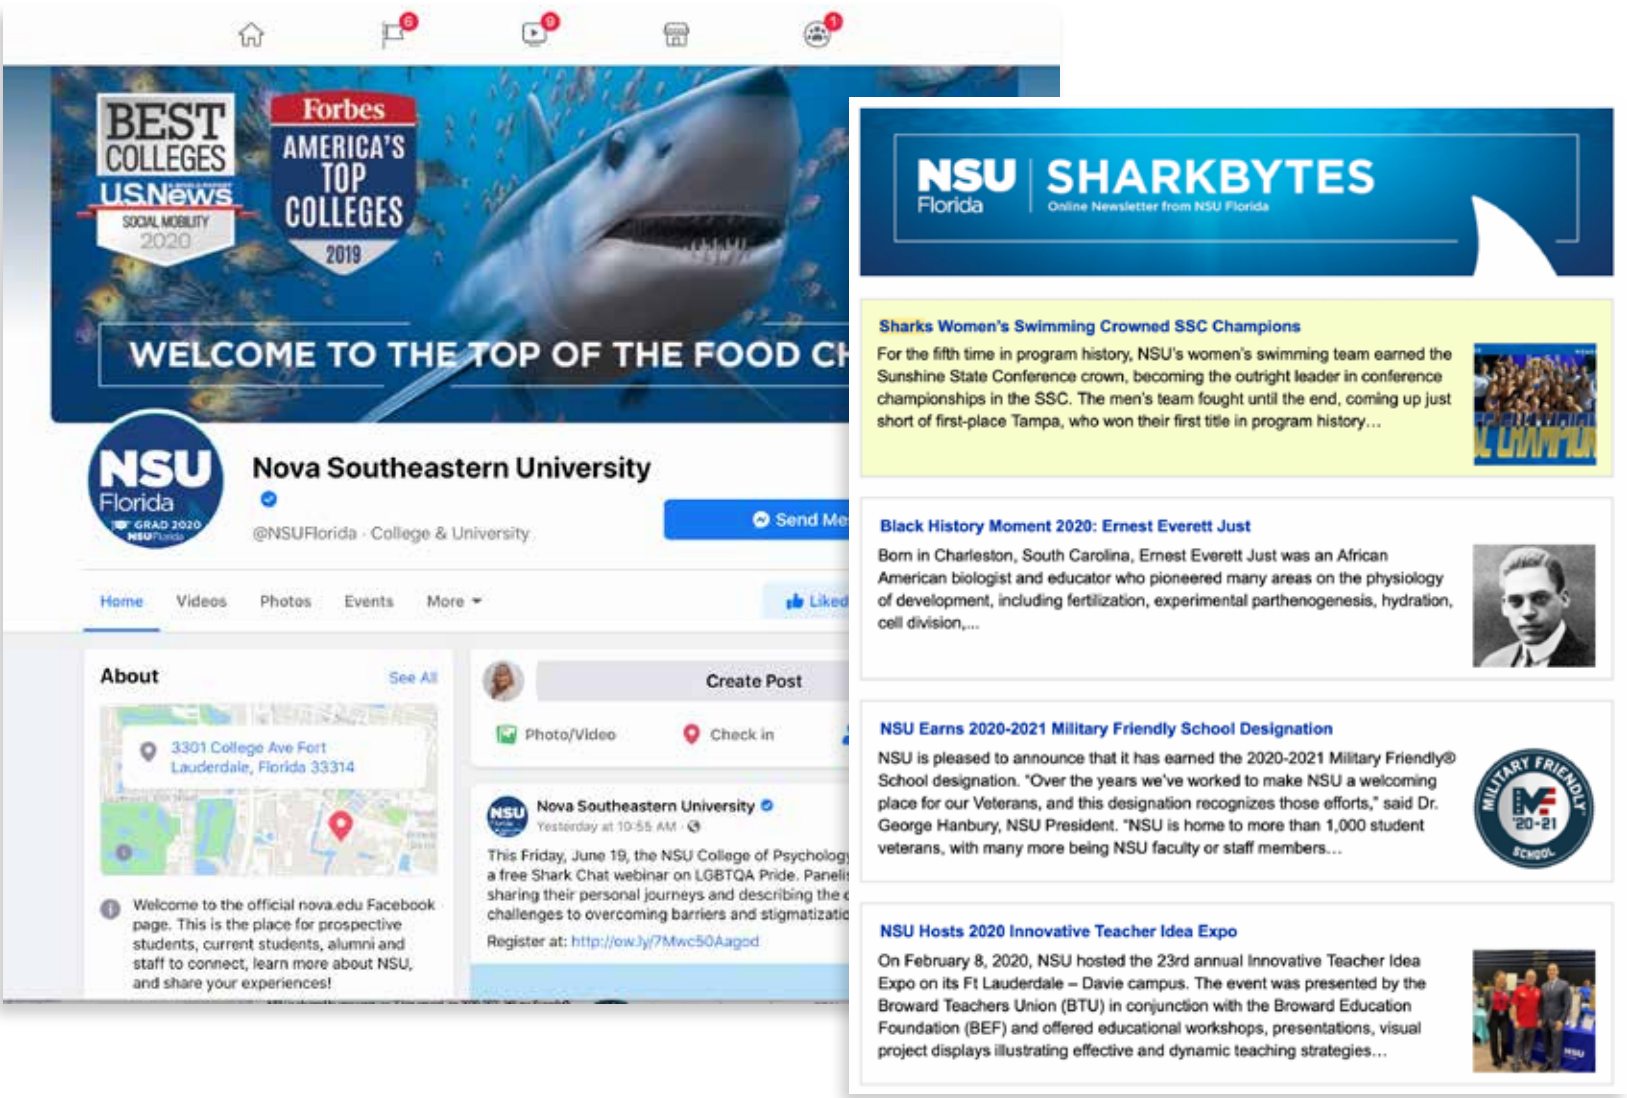 6
9
1
BEST
COLLEGES
U.S.News
SOCIAL MOBILITY
2020
Forbes
AMERICA'S
TOP
COLLEGES
2019
WELCOME TO THE TOP OF THE FOOD CH
NSU
Florida
GRAD 2020
NSUFlorida
Nova Southeastern University
@NSUFlorida · College & University
Send Me
Home Videos Photos Events More
Liked
About See All
3301 College Ave Fort
Lauderdale, Florida 33314
Welcome to the official nova.edu Facebook
page. This is the place for prospective
students, current students, alumni and
staff to connect, learn more about NSU,
and share your experiences!
Create Post
Photo/Video Check in
NSU
Florida
Nova Southeastern University
Yesterday at 10:55 AM ·
This Friday, June 19, the NSU College of Psychology
a free Shark Chat webinar on LGBTQA Pride. Panelis
sharing their personal journeys and describing the
challenges to overcoming barriers and stigmatizatio
Register at: http://ow.ly/7Mwc50Aagod
NSU
Florida
SHARKBYTES
Online Newsletter from NSU Florida
Sharks Women's Swimming Crowned SSC Champions
For the fifth time in program history, NSU's women's swimming team earned the
Sunshine State Conference crown, becoming the outright leader in conference
championships in the SSC. The men's team fought until the end, coming up just
short of first-place Tampa, who won their first title in program history...
SC CHAMPION
Black History Moment 2020: Ernest Everett Just
Born in Charleston, South Carolina, Ernest Everett Just was an African
American biologist and educator who pioneered many areas on the physiology
of development, including fertilization, experimental parthenogenesis, hydration,
cell division,...
NSU Earns 2020-2021 Military Friendly School Designation
NSU is pleased to announce that it has earned the 2020-2021 Military Friendly®
School designation. "Over the years we've worked to make NSU a welcoming
place for our Veterans, and this designation recognizes those efforts," said Dr.
George Hanbury, NSU President. "NSU is home to more than 1,000 student
veterans, with many more being NSU faculty or staff members...
MILITARY FRIENDLY
'20-21
SCHOOL
NSU Hosts 2020 Innovative Teacher Idea Expo
On February 8, 2020, NSU hosted the 23rd annual Innovative Teacher Idea
Expo on its Ft Lauderdale – Davie campus. The event was presented by the
Broward Teachers Union (BTU) in conjunction with the Broward Education
Foundation (BEF) and offered educational workshops, presentations, visual
project displays illustrating effective and dynamic teaching strategies...
NSU